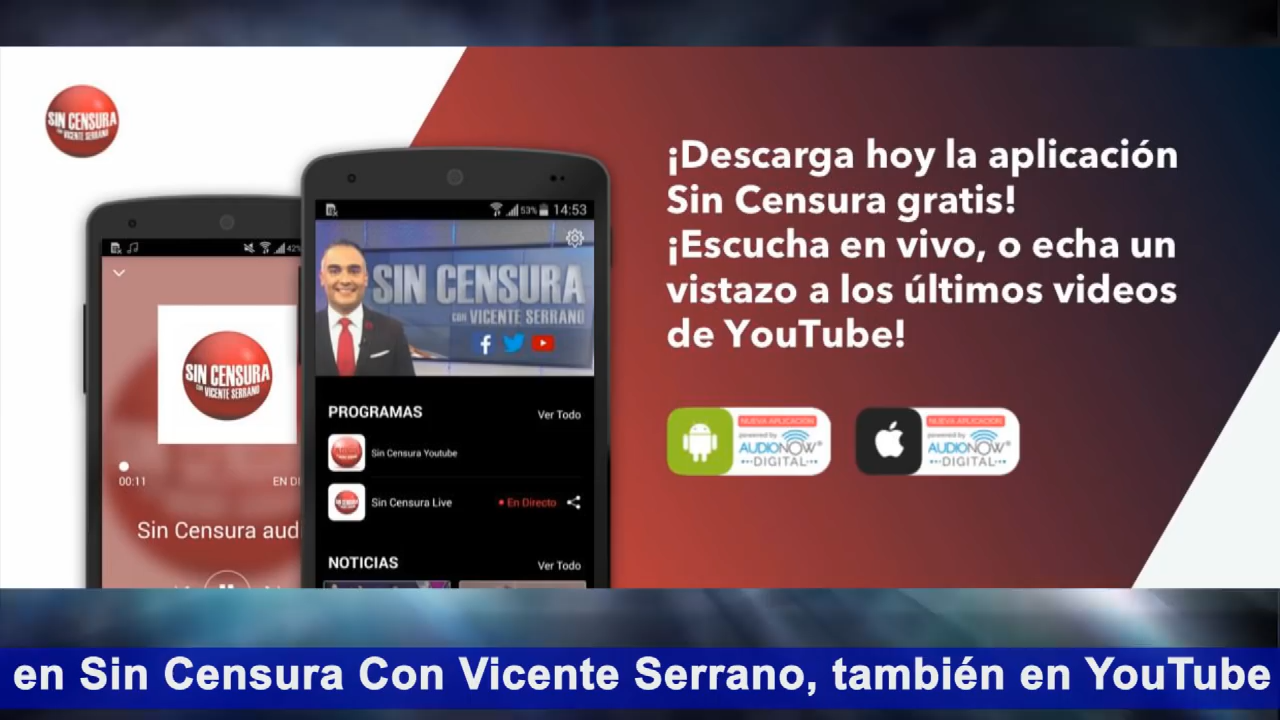 SIN CENSURA
CON VICENTE SERRANO
¡Descarga hoy la aplicación
Sin Censura gratis!
¡Escucha en vivo, o echa un
vistazo a los últimos videos
de YouTube!
53% 14:53
42%
SIN CENSURA
CON VICENTE SERRANO
SIN CENSURA
CON VICENTE SERRANO
00:11
EN DI
Sin Censura aud
PROGRAMAS
Ver Todo
Sin Censura Youtube
Sin Censura Live
En Directo
NOTICIAS
Ver Todo
NUEVA APLICACIÓN
powered by
AUDIONOW®
DIGITAL
NUEVA APLICACIÓN
powered by
AUDIONOW®
DIGITAL
en Sin Censura Con Vicente Serrano, también en YouTube